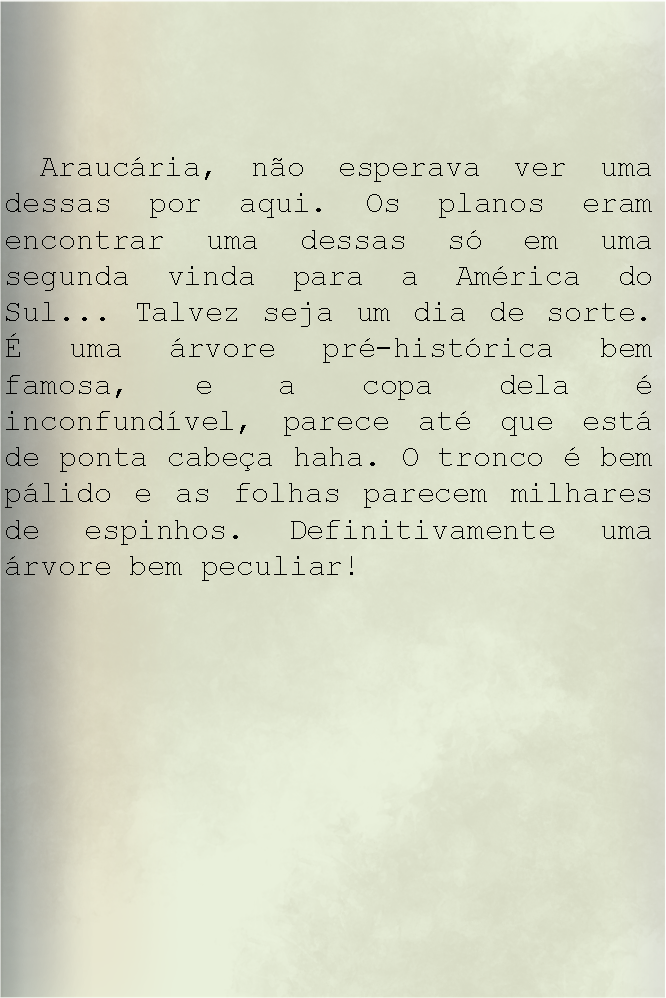 Araucária, não esperava ver uma
dessas por aqui. Os planos eram
encontrar uma dessas só em uma
segunda vinda para a América do
Sul... Talvez seja um dia de sorte.
É uma árvore pré-histórica bem
famosa, e a copa dela é
inconfundível, parece até que está
de ponta cabeça haha. O tronco é bem
pálido e as folhas parecem milhares
de espinhos. Definitivamente uma
árvore bem peculiar!